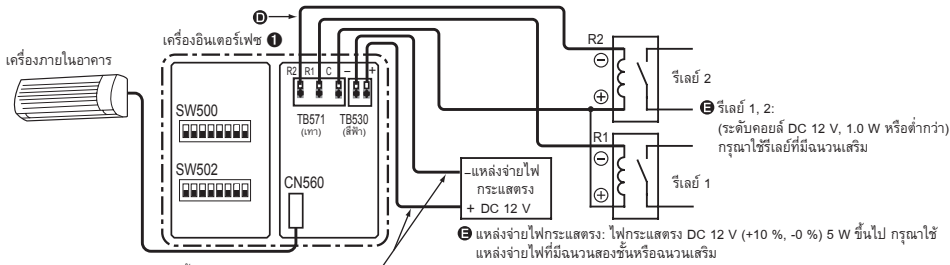 D
เครื่องอินเตอร์เฟซ 1
เครื่องภายในอาคาร
R2 R1 C – +
TB571 TB530
(เทา) (สีฟ้า)
SW500
SW502
CN560
R2
–
+
รีเลย์ 2
R1
–
+
รีเลย์ 1
E รีเลย์ 1, 2:
(ระดับคอยล์ DC 12 V, 1.0 W หรือต่ำกว่า)
กรุณาใช้รีเลย์ที่มีฉนวนเสริม
–แหล่งจ่ายไฟ
กระแสตรง
+ DC 12 V
E แหล่งจ่ายไฟกระแสตรง: ไฟกระแสตรง DC 12 V (+10 %, -0 %) 5 W ขึ้นไป กรุณาใช้
แหล่งจ่ายไฟที่มีฉนวนสองชั้นหรือฉนวนเสริม